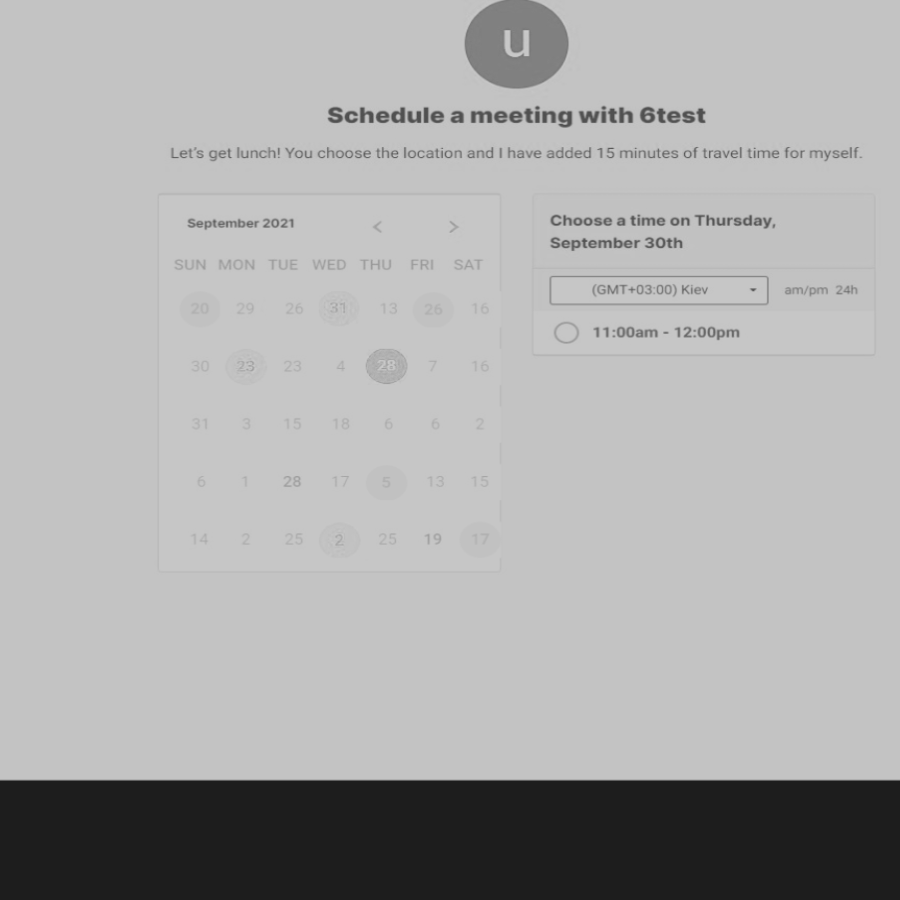 u
Schedule a meeting with 6test
Let's get lunch! You choose the location and I have added 15 minutes of travel time for myself.
September 2021 < >
SUN MON TUE WED THU FRI SAT
20 29 26 31 13 26 16
30 23 23 4 28 7 16
31 3 15 18 6 6 2
6 1 28 17 5 13 15
14 2 25 2 25 19 17
Choose a time on Thursday,
September 30th
(GMT+03:00) Kiev am/pm 24h
11:00am - 12:00pm